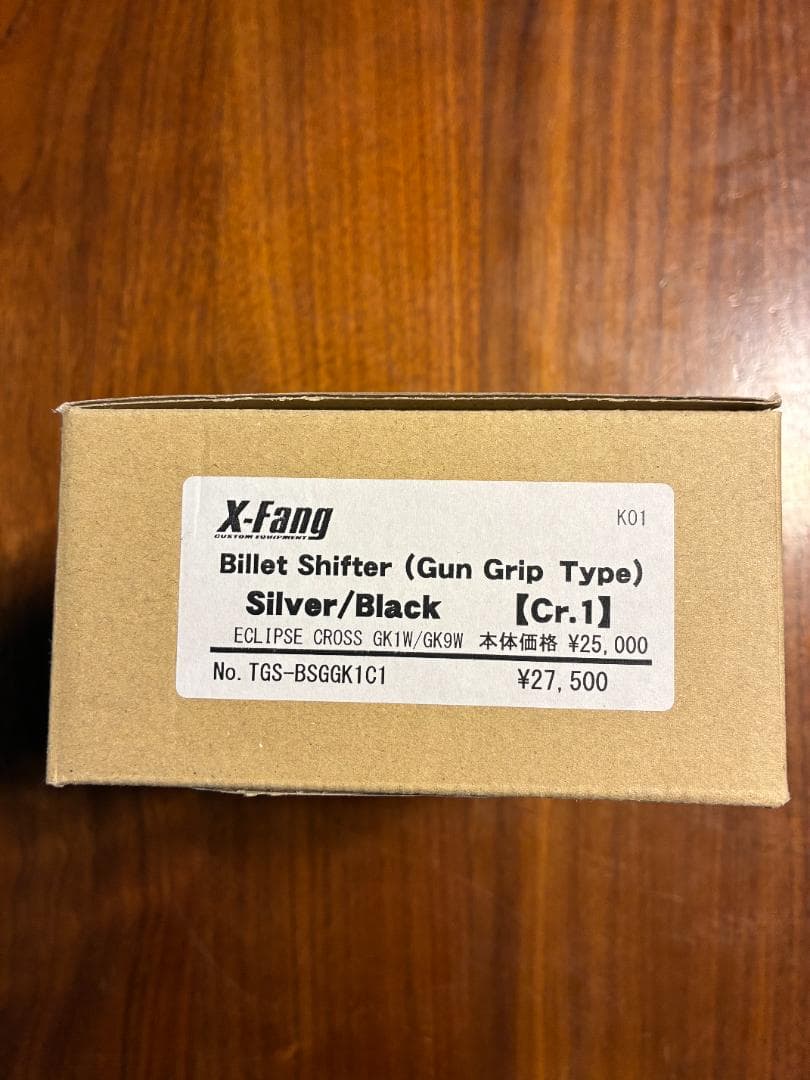 X-Fang
CUSTOM EQUIPMENT
K01
Billet Shifter (Gun Grip Type)
Silver/Black 【Cr.1】
ECLIPSE CROSS GK1W/GK9W 本体価格 ¥25,000
No. TGS-BSGGK1C1 ¥27,500